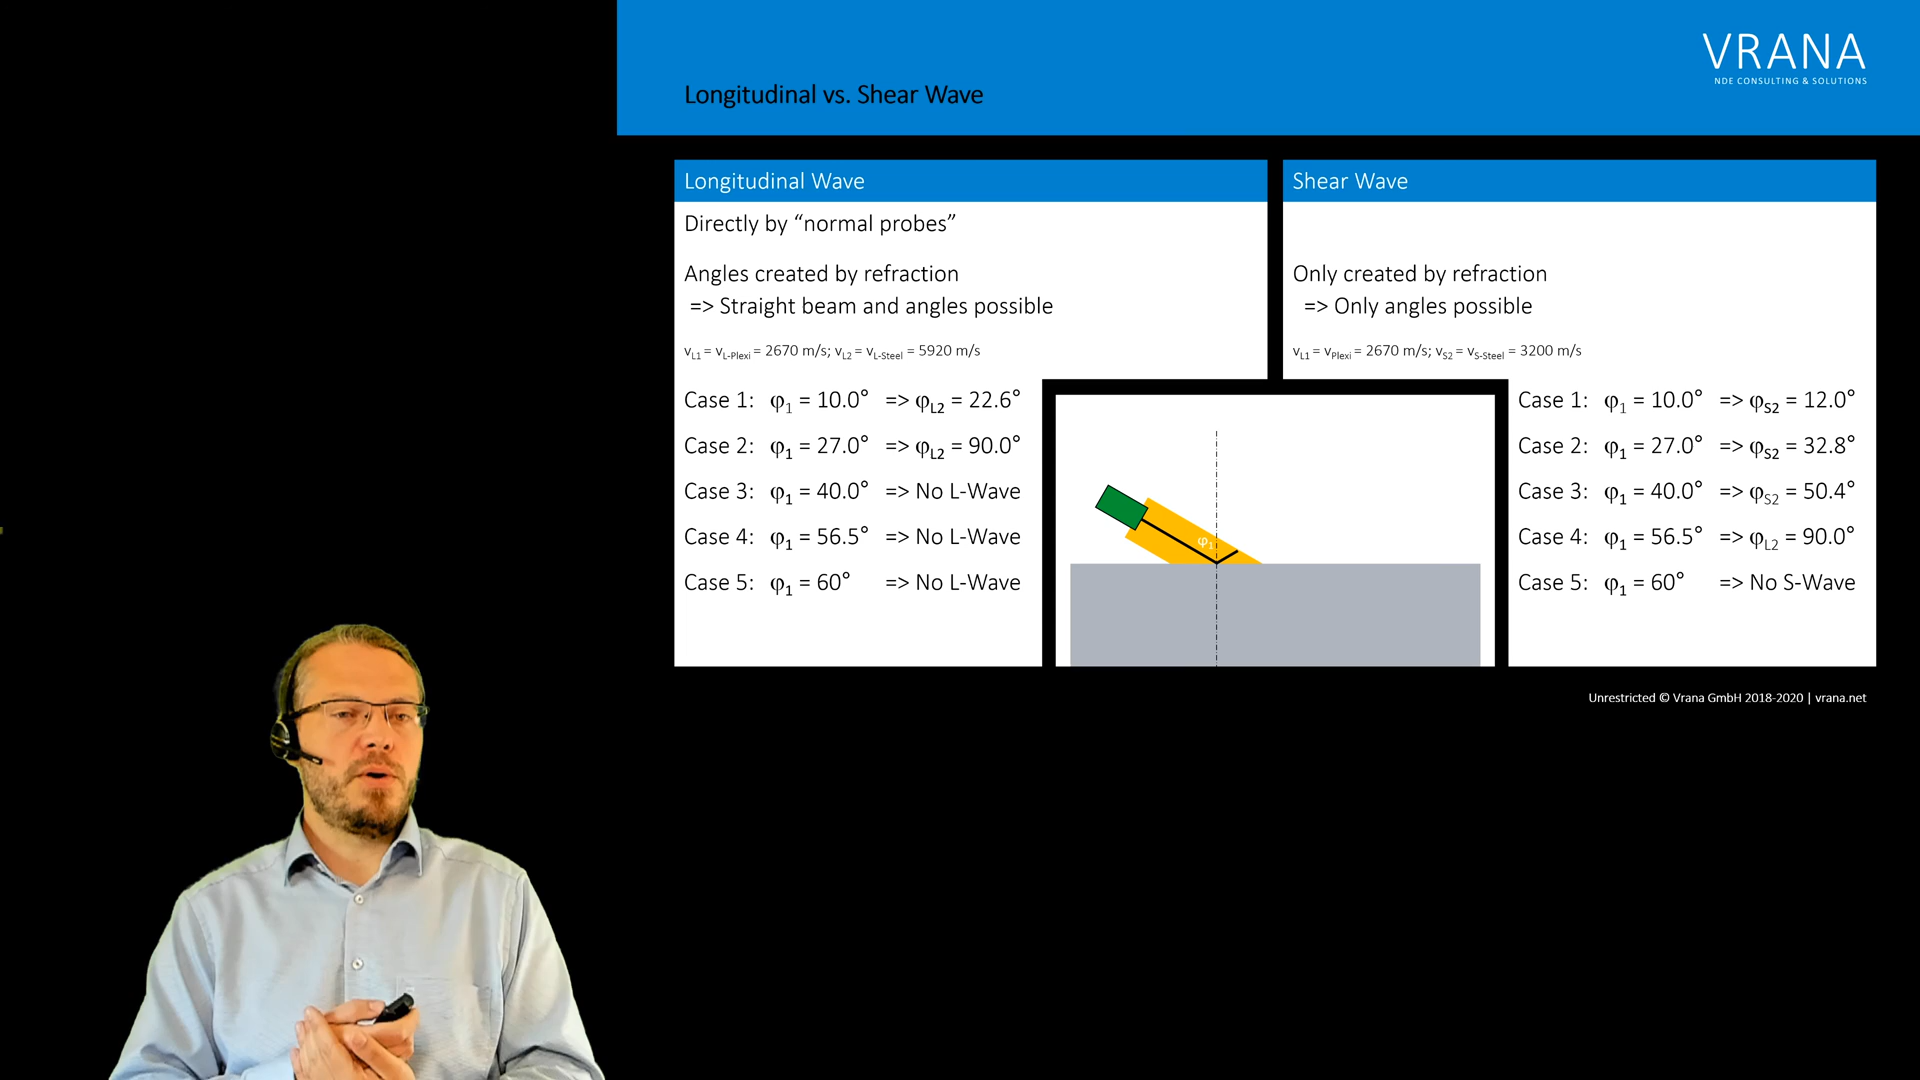 VRANA
NDE CONSULTING & SOLUTIONS
Longitudinal vs. Shear Wave
Longitudinal Wave
Directly by “normal probes”
Angles created by refraction
=> Straight beam and angles possible
vL1 = vL-Plexi = 2670 m/s; vL2 = vL-Steel = 5920 m/s
Case 1: φ1 = 10.0° => φL2 = 22.6°
Case 2: φ1 = 27.0° => φL2 = 90.0°
Case 3: φ1 = 40.0° => No L-Wave
Case 4: φ1 = 56.5° => No L-Wave
Case 5: φ1 = 60° => No L-Wave
φ1
Shear Wave
Only created by refraction
=> Only angles possible
vL1 = vPlexi = 2670 m/s; vS2 = vS-Steel = 3200 m/s
Case 1: φ1 = 10.0° => φS2 = 12.0°
Case 2: φ1 = 27.0° => φS2 = 32.8°
Case 3: φ1 = 40.0° => φS2 = 50.4°
Case 4: φ1 = 56.5° => φL2 = 90.0°
Case 5: φ1 = 60° => No S-Wave
Unrestricted © Vrana GmbH 2018-2020 | vrana.net